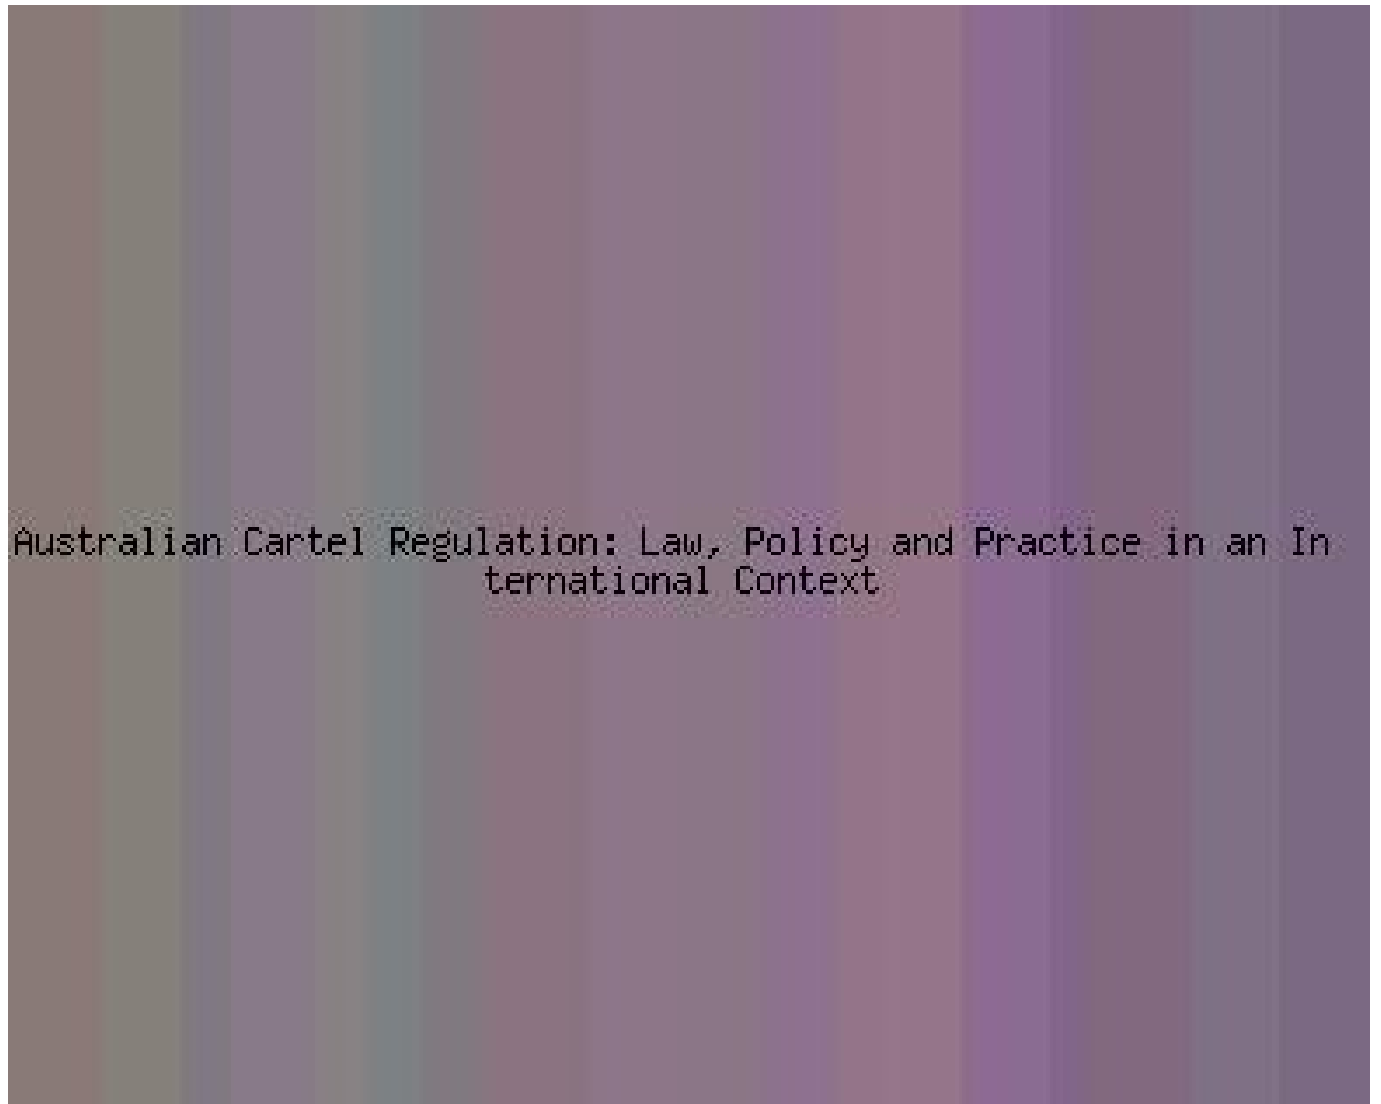 Australian Cartel Regulation: Law, Policy and Practice in an In
ternational Context